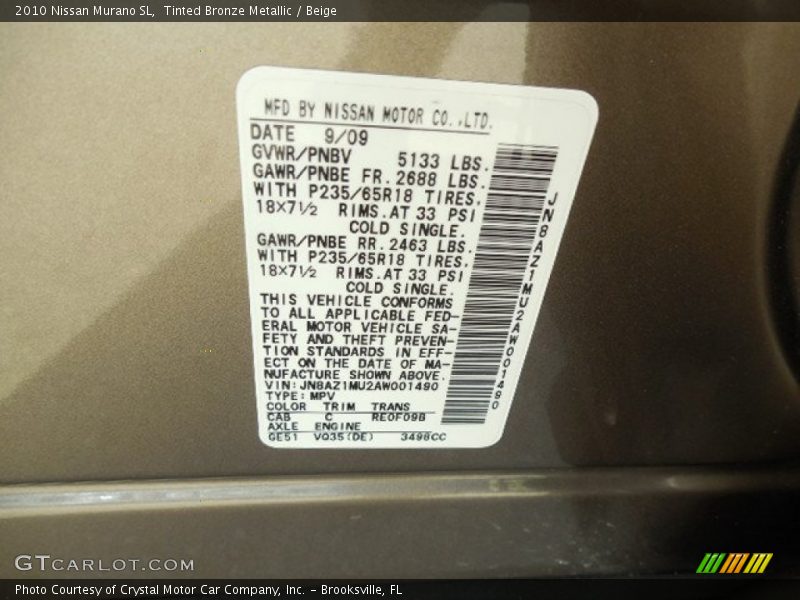 2010 Nissan Murano SL,  Tinted Bronze Metallic / Beige
MFD BY NISSAN MOTOR CO.,LTD.
DATE 9/09
GVWR/PNBV 5133 LBS.
GAWR/PNBE FR. 2688 LBS.
WITH P235/65R18 TIRES.
18×7½ RIMS.AT 33 PSI
COLD SINGLE.
GAWR/PNBE RR. 2463 LBS.
WITH P235/65R18 TIRES.
18×7½ RIMS.AT 33 PSI
COLD SINGLE.
THIS VEHICLE CONFORMS
TO ALL APPLICABLE FED-
ERAL MOTOR VEHICLE SA-
FETY AND THEFT PREVEN-
TION STANDARDS IN EFF-
ECT ON THE DATE OF MA-
NUFACTURE SHOWN ABOVE.
VIN:JN8AZ1MU2AW001490
TYPE:MPV
COLOR TRIM TRANS
CAB C RE0F09B
AXLE ENGINE
GE51 VQ35(DE) 3498CC
JN8AZ1MU2AW001490
GTCARLOT.COM
Photo Courtesy of Crystal Motor Car Company, Inc. - Brooksville, FL